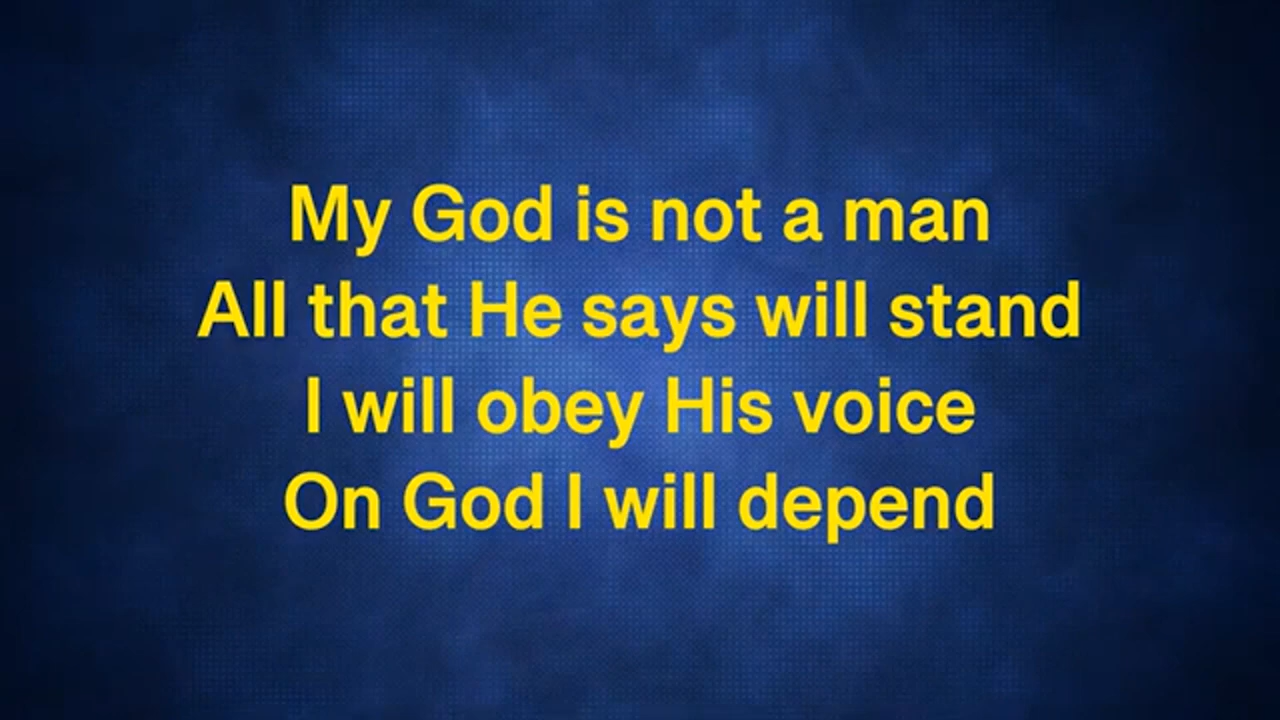 My God is not a man
All that He says will stand
I will obey His voice
On God I will depend